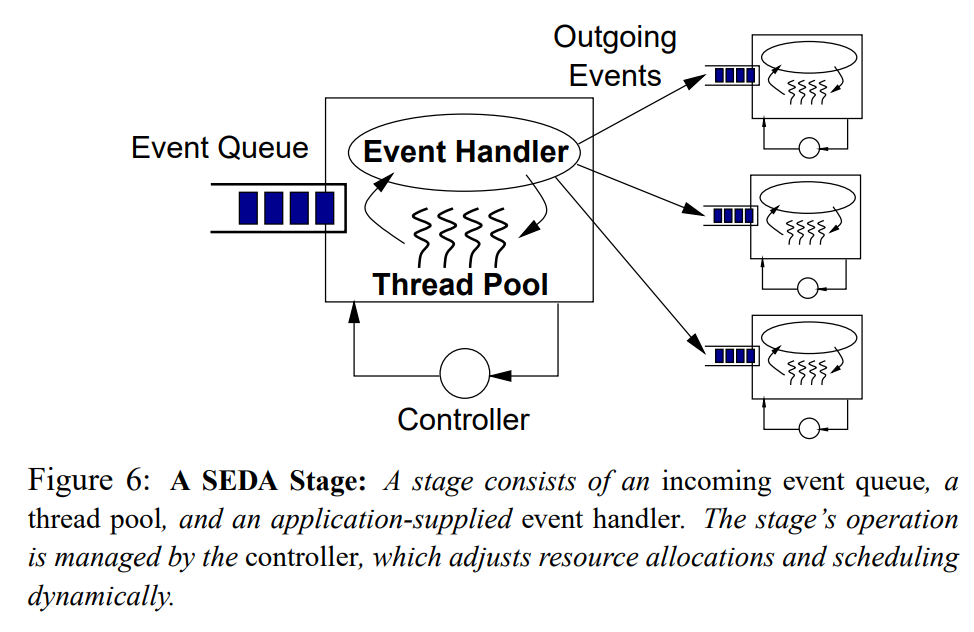 Outgoing
Events
Event Queue
Event Handler
Thread Pool
Controller
Figure 6: A SEDA Stage: A stage consists of an incoming event queue, a
thread pool, and an application-supplied event handler. The stage’s operation
is managed by the controller, which adjusts resource allocations and scheduling
dynamically.